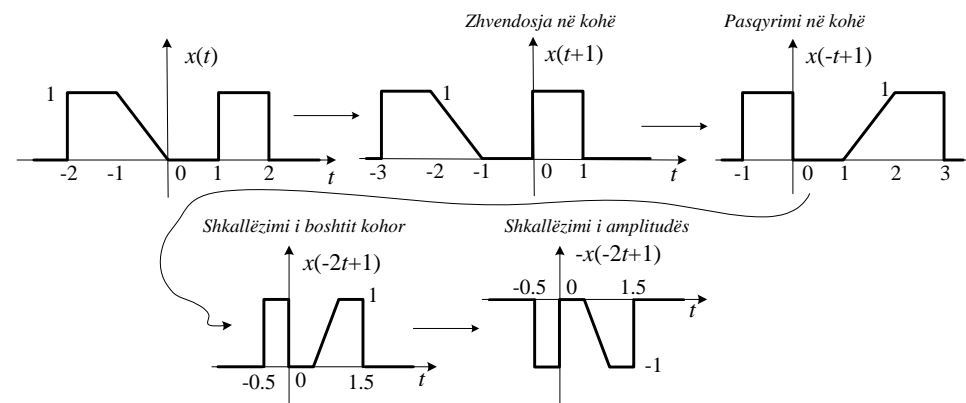 Zhvendosja në kohë
Pasqyrimi në kohë
x(t)
x(t+1)
x(-t+1)
1
1
1
-2 -1 0 1 2 t
-3 -2 -1 0 1 t
-1 0 1 2 3 t
Shkallëzimi i boshtit kohor
Shkallëzimi i amplitudës
x(-2t+1)
-x(-2t+1)
1
-0.5 0 1.5 t
-0.5 0 1.5 t
-1